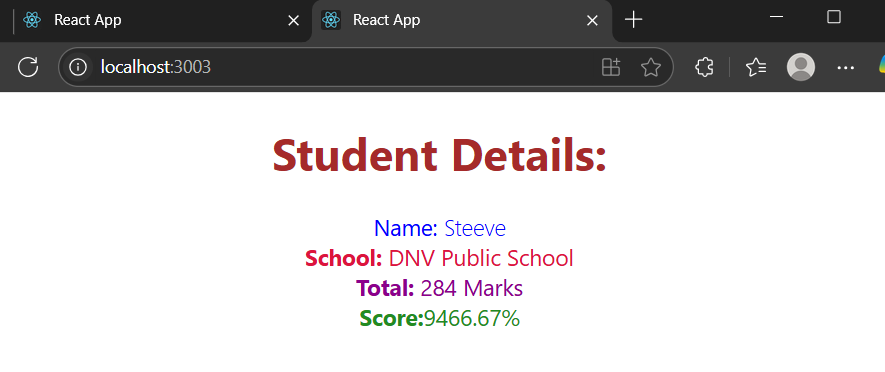 React App
React App
localhost:3003
Student Details:
Name: Steeve
School: DNV Public School
Total: 284 Marks
Score:9466.67%